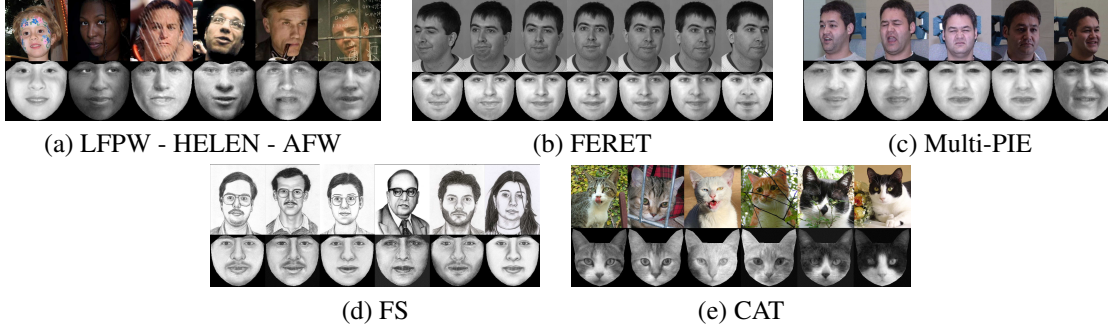 (a) LFPW - HELEN - AFW
(b) FERET
(c) Multi-PIE
(d) FS
(e) CAT